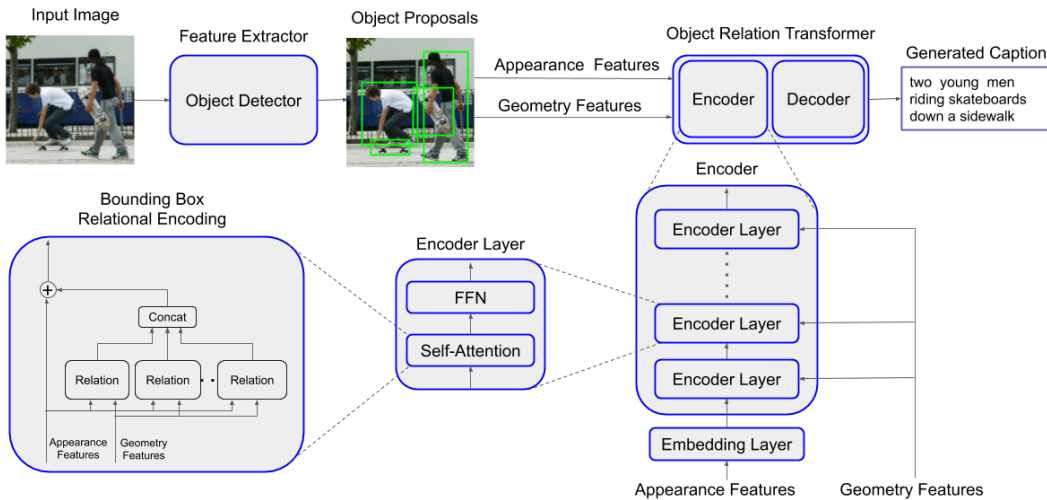 Input Image
Feature Extractor
Object Detector
Object Proposals
Appearance Features
Geometry Features
Object Relation Transformer
Encoder
Decoder
Generated Caption
two young men
riding skateboards
down a sidewalk
Bounding Box
Relational Encoding
Concat
Relation
Relation
Relation
Appearance
Features
Geometry
Features
Encoder Layer
FFN
Self-Attention
Encoder
Encoder Layer
Encoder Layer
Encoder Layer
Embedding Layer
Appearance Features
Geometry Features